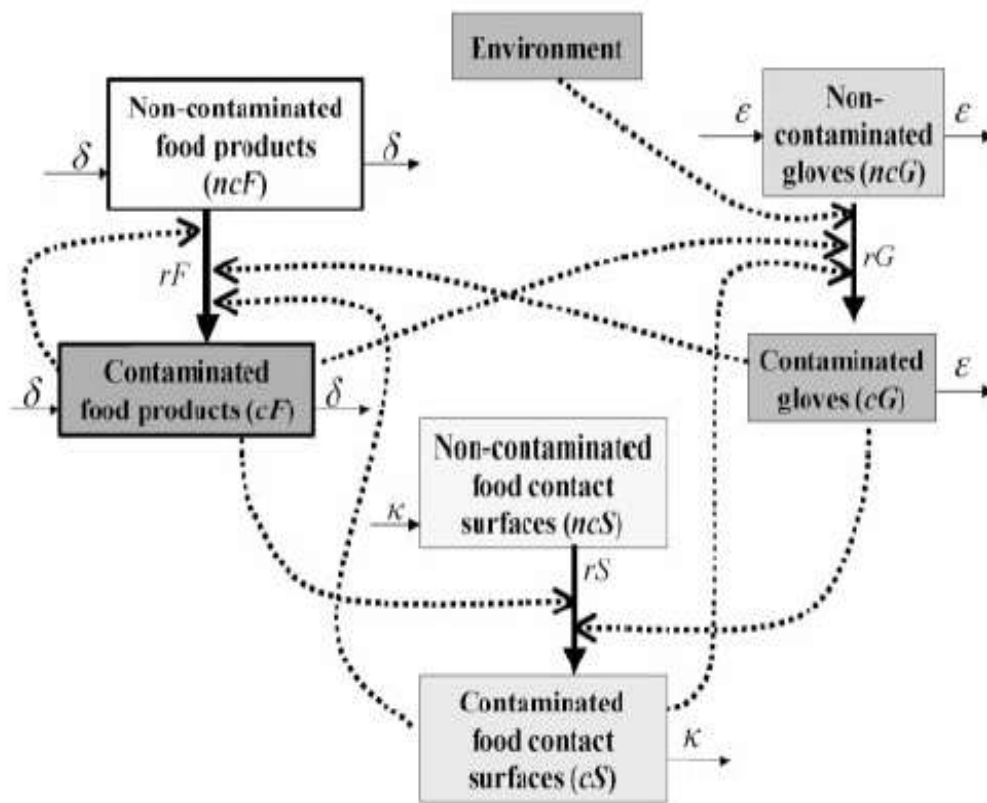 Environment
Non-contaminated
food products
(ncF)
δ
δ
Non-
contaminated
gloves (ncG)
ε
ε
rF
rG
Contaminated
food products (cF)
δ
δ
Contaminated
gloves (cG)
ε
Non-contaminated
food contact
surfaces (ncS)
κ
rS
Contaminated
food contact
surfaces (cS)
κ